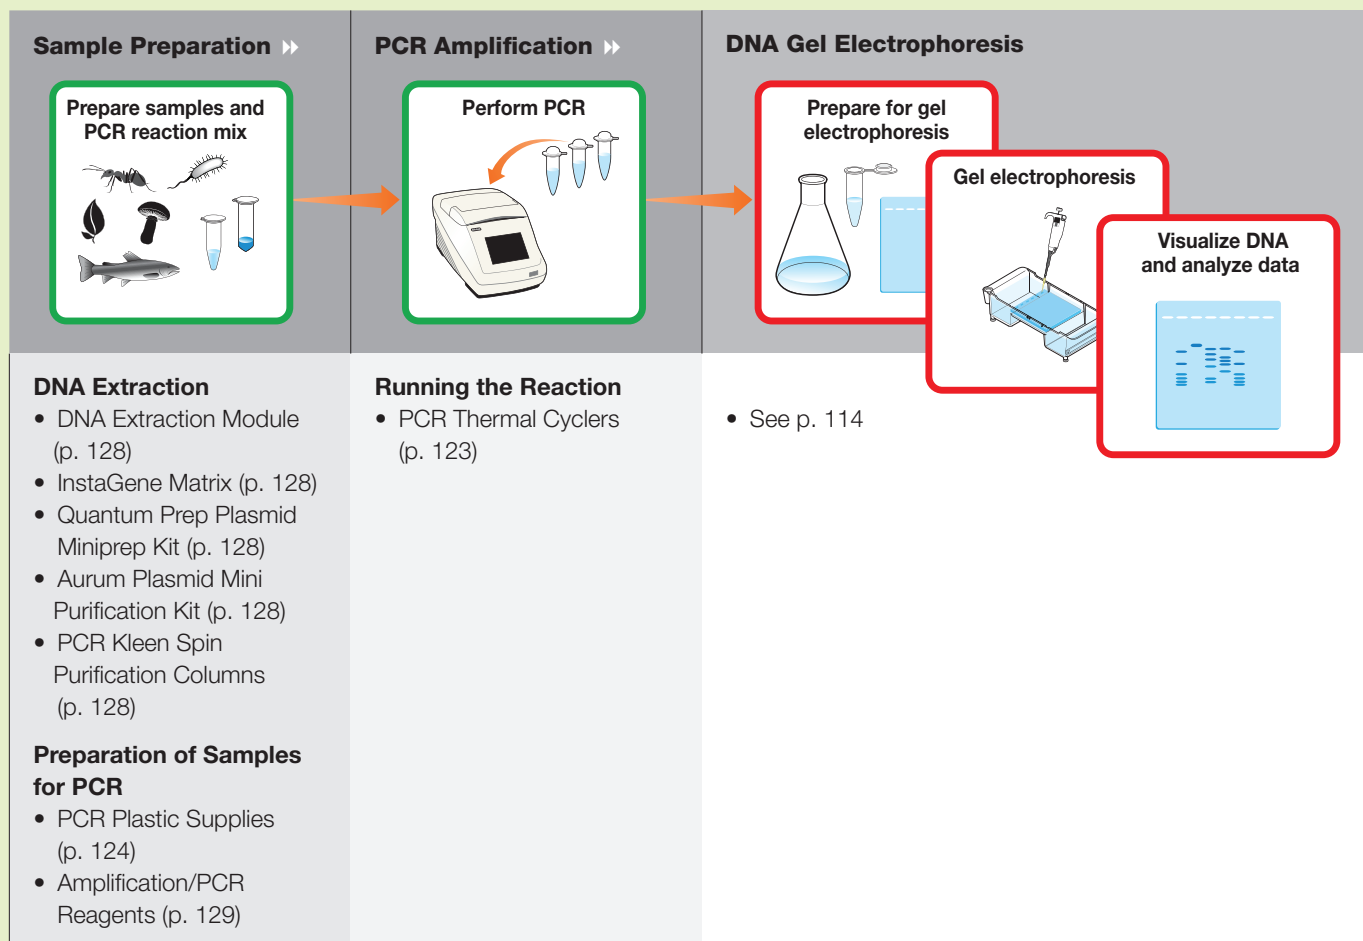 Sample Preparation
PCR Amplification
DNA Gel Electrophoresis
Prepare samples and
PCR reaction mix
Perform PCR
Prepare for gel
electrophoresis
Gel electrophoresis
Visualize DNA
and analyze data
DNA Extraction
• DNA Extraction Module
(p. 128)
• InstaGene Matrix (p. 128)
• Quantum Prep Plasmid
Miniprep Kit (p. 128)
• Aurum Plasmid Mini
Purification Kit (p. 128)
• PCR Kleen Spin
Purification Columns
(p. 128)
Preparation of Samples
for PCR
• PCR Plastic Supplies
(p. 124)
• Amplification/PCR
Reagents (p. 129)
Running the Reaction
• PCR Thermal Cyclers
(p. 123)
• See p. 114